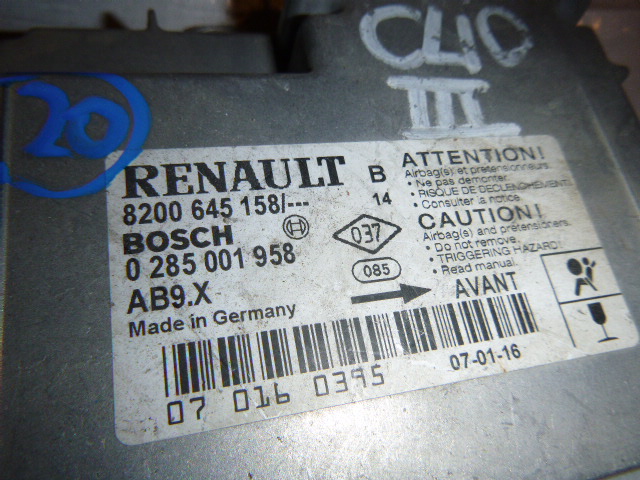 CLIO
III
20
RENAULT B
8200 645 158/--- 14
BOSCH
0 285 001 958
AB9.X
Made in Germany
037
085
AVANT
ATTENTION!
Airbag(s) et prétensionneurs
• Ne pas démonter.
• RISQUE DE DECLENCHEMENT!
• Consulter la notice.
CAUTION!
Airbag(s) and pretensioners.
• Do not remove.
• TRIGGERING HAZARD!
• Read manual.
07 016 0395
07-01-16